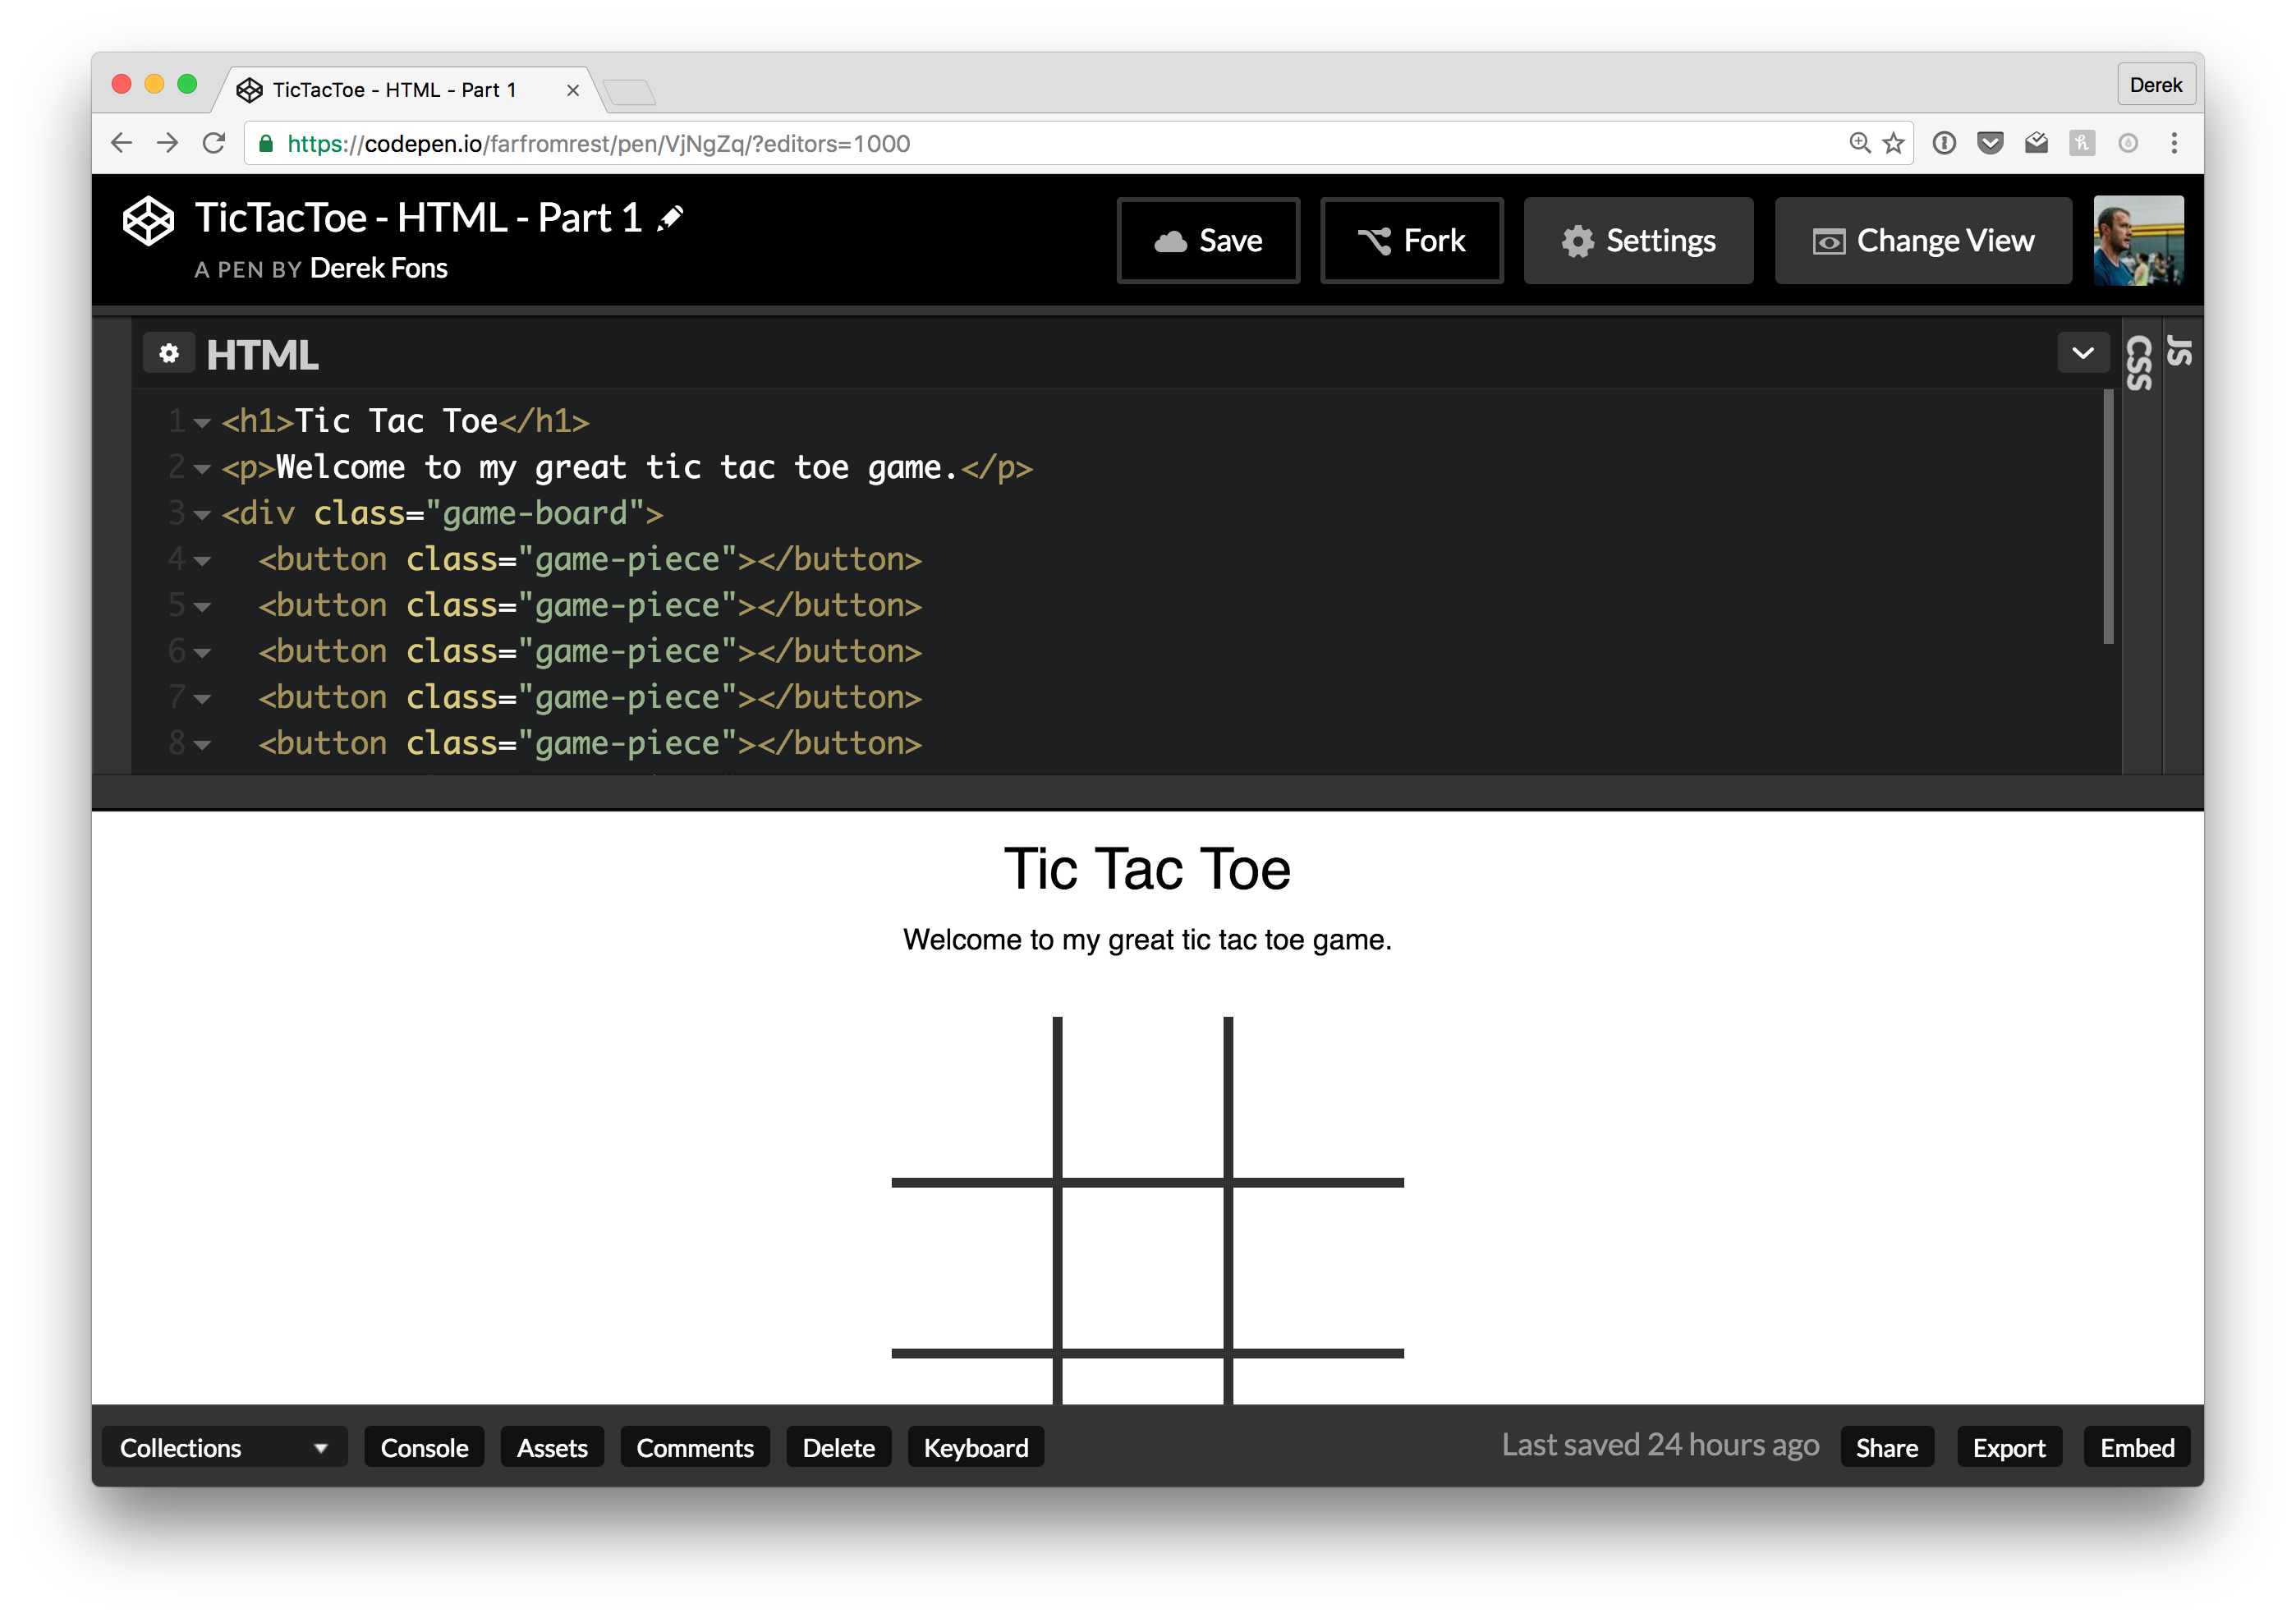 TicTacToe - HTML - Part 1
Derek
https://codepen.io/farfromrest/pen/VjNgZq/?editors=1000
TicTacToe - HTML - Part 1
A PEN BY Derek Fons
Save
Fork
Settings
Change View
HTML
CSS
JS
1 <h1>Tic Tac Toe</h1>
2 <p>Welcome to my great tic tac toe game.</p>
3 <div class="game-board">
4 <button class="game-piece"></button>
5 <button class="game-piece"></button>
6 <button class="game-piece"></button>
7 <button class="game-piece"></button>
8 <button class="game-piece"></button>
Tic Tac Toe
Welcome to my great tic tac toe game.
Collections
Console
Assets
Comments
Delete
Keyboard
Last saved 24 hours ago
Share
Export
Embed